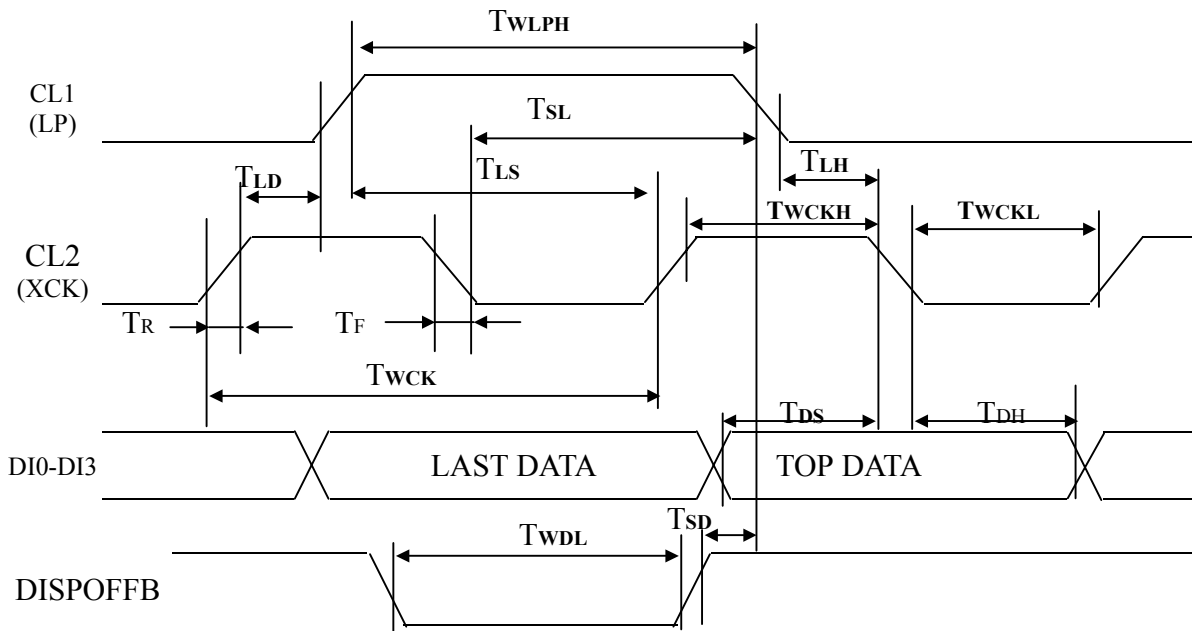 TWLPH
CL1
(LP)
TSL
TLD
TLS
TLH
TWCKH
TWCKL
CL2
(XCK)
TR
TF
TWCK
TDS
TDH
DI0-DI3
LAST DATA
TOP DATA
TSD
TWDL
DISPOFFB